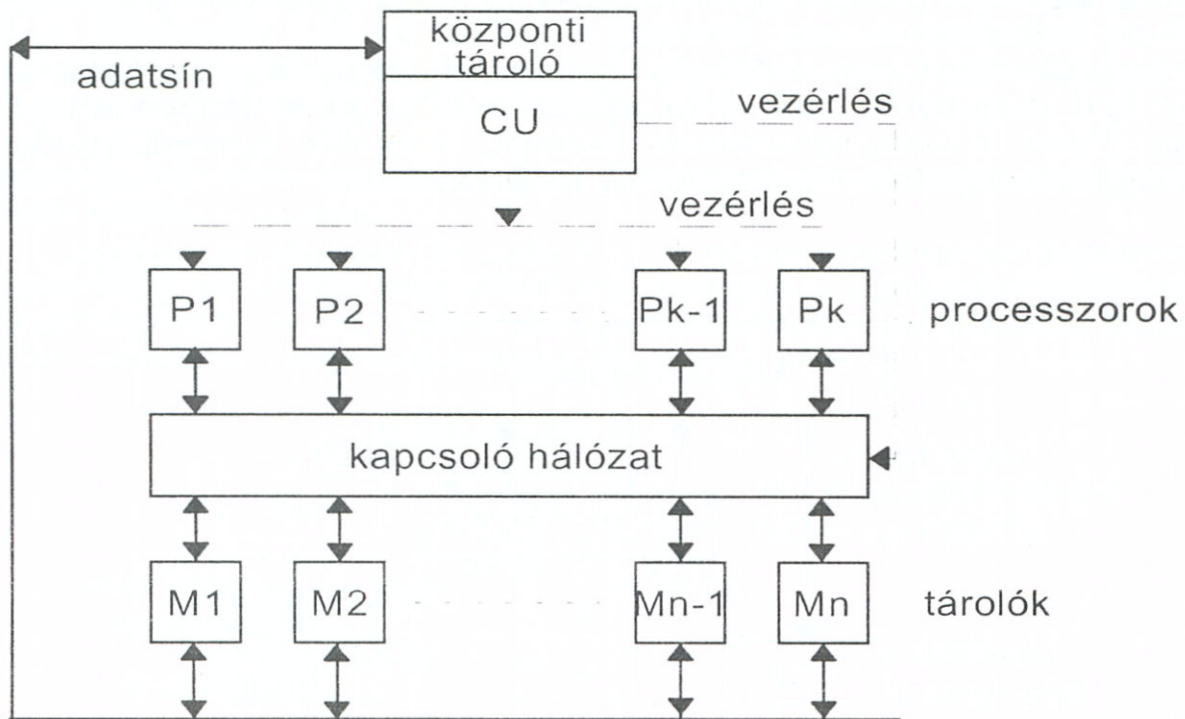 központi
tároló
adatsín
CU
vezérlés
vezérlés
P1
P2
Pk-1
Pk
processzorok
kapcsoló hálózat
M1
M2
Mn-1
Mn
tárolók